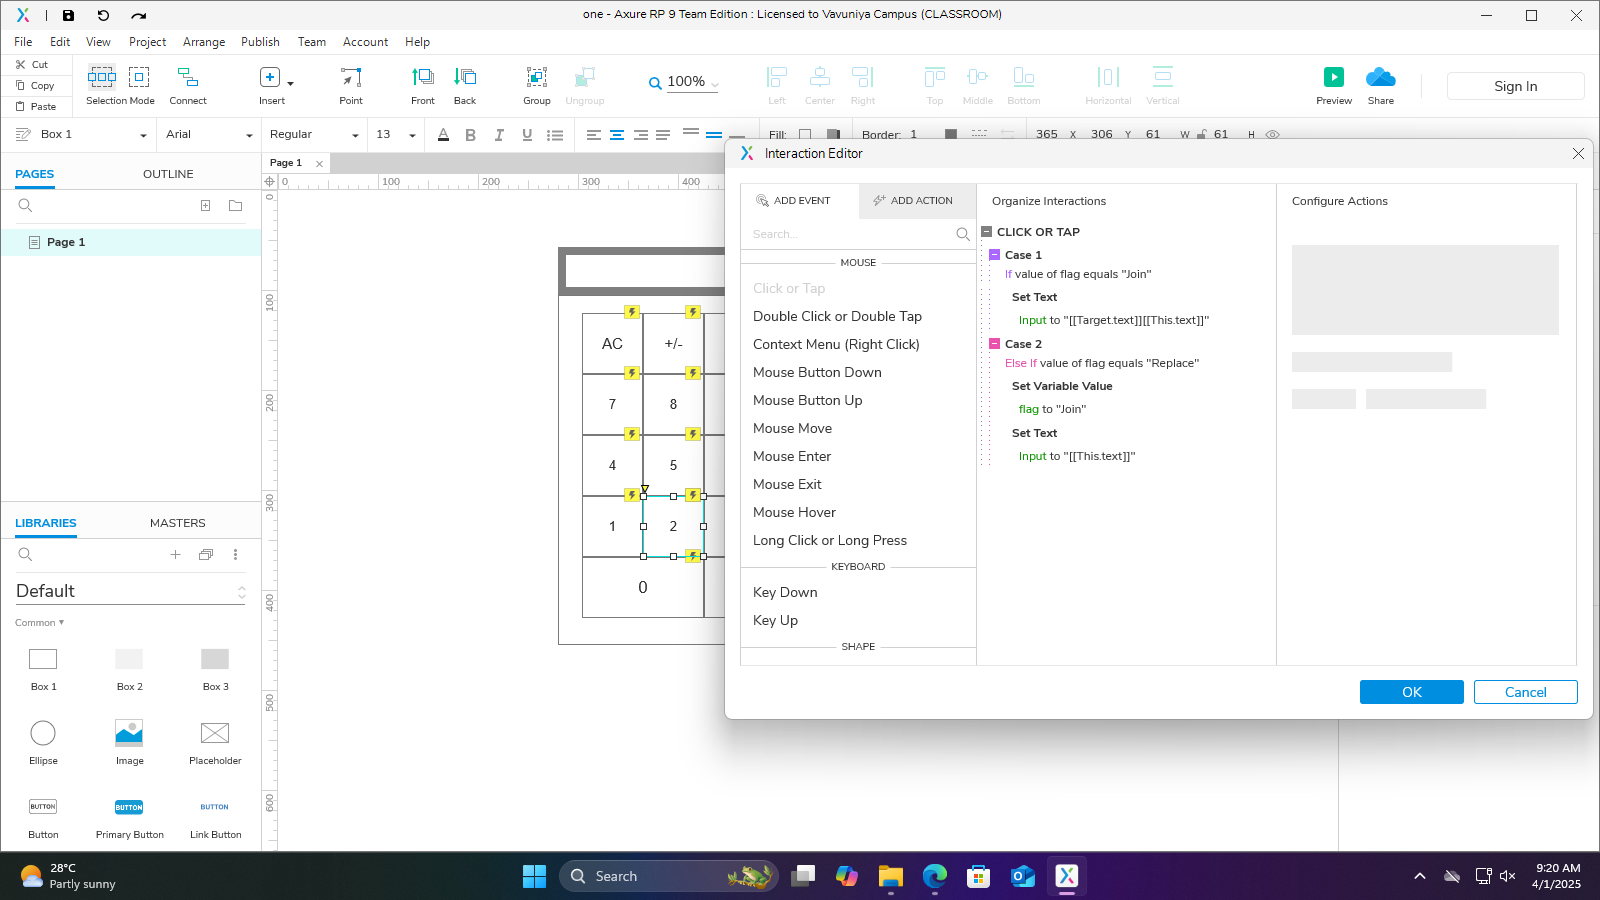 one - Axure RP 9 Team Edition : Licensed to Vavuniya Campus (CLASSROOM)
File Edit View Project Arrange Publish Team Account Help
Cut
Copy
Paste
Selection Mode
Connect
Insert
Point
Front
Back
Group
Ungroup
100%
Left
Center
Right
Top
Middle
Bottom
Horizontal
Vertical
Preview
Share
Sign In
Box 1
Arial
Regular
13
Fill:
Border: 1
365 X 306 Y 61 W 61 H
PAGES
OUTLINE
Page 1
LIBRARIES
MASTERS
Default
Common
Box 1
Box 2
Box 3
Ellipse
Image
Placeholder
BUTTON
BUTTON
BUTTON
Button
Primary Button
Link Button
Page 1
0 100 200 300 400
0
100
200
300
400
500
600
AC +/-
7 8
4 5
1 2
0
Interaction Editor
ADD EVENT
ADD ACTION
Search...
MOUSE
Click or Tap
Double Click or Double Tap
Context Menu (Right Click)
Mouse Button Down
Mouse Button Up
Mouse Move
Mouse Enter
Mouse Exit
Mouse Hover
Long Click or Long Press
KEYBOARD
Key Down
Key Up
SHAPE
Organize Interactions
CLICK OR TAP
Case 1
If value of flag equals "Join"
Set Text
Input to "[[Target.text]][[This.text]]"
Case 2
Else If value of flag equals "Replace"
Set Variable Value
flag to "Join"
Set Text
Input to "[[This.text]]"
Configure Actions
OK
Cancel
28°C
Partly sunny
Search
9:20 AM
4/1/2025